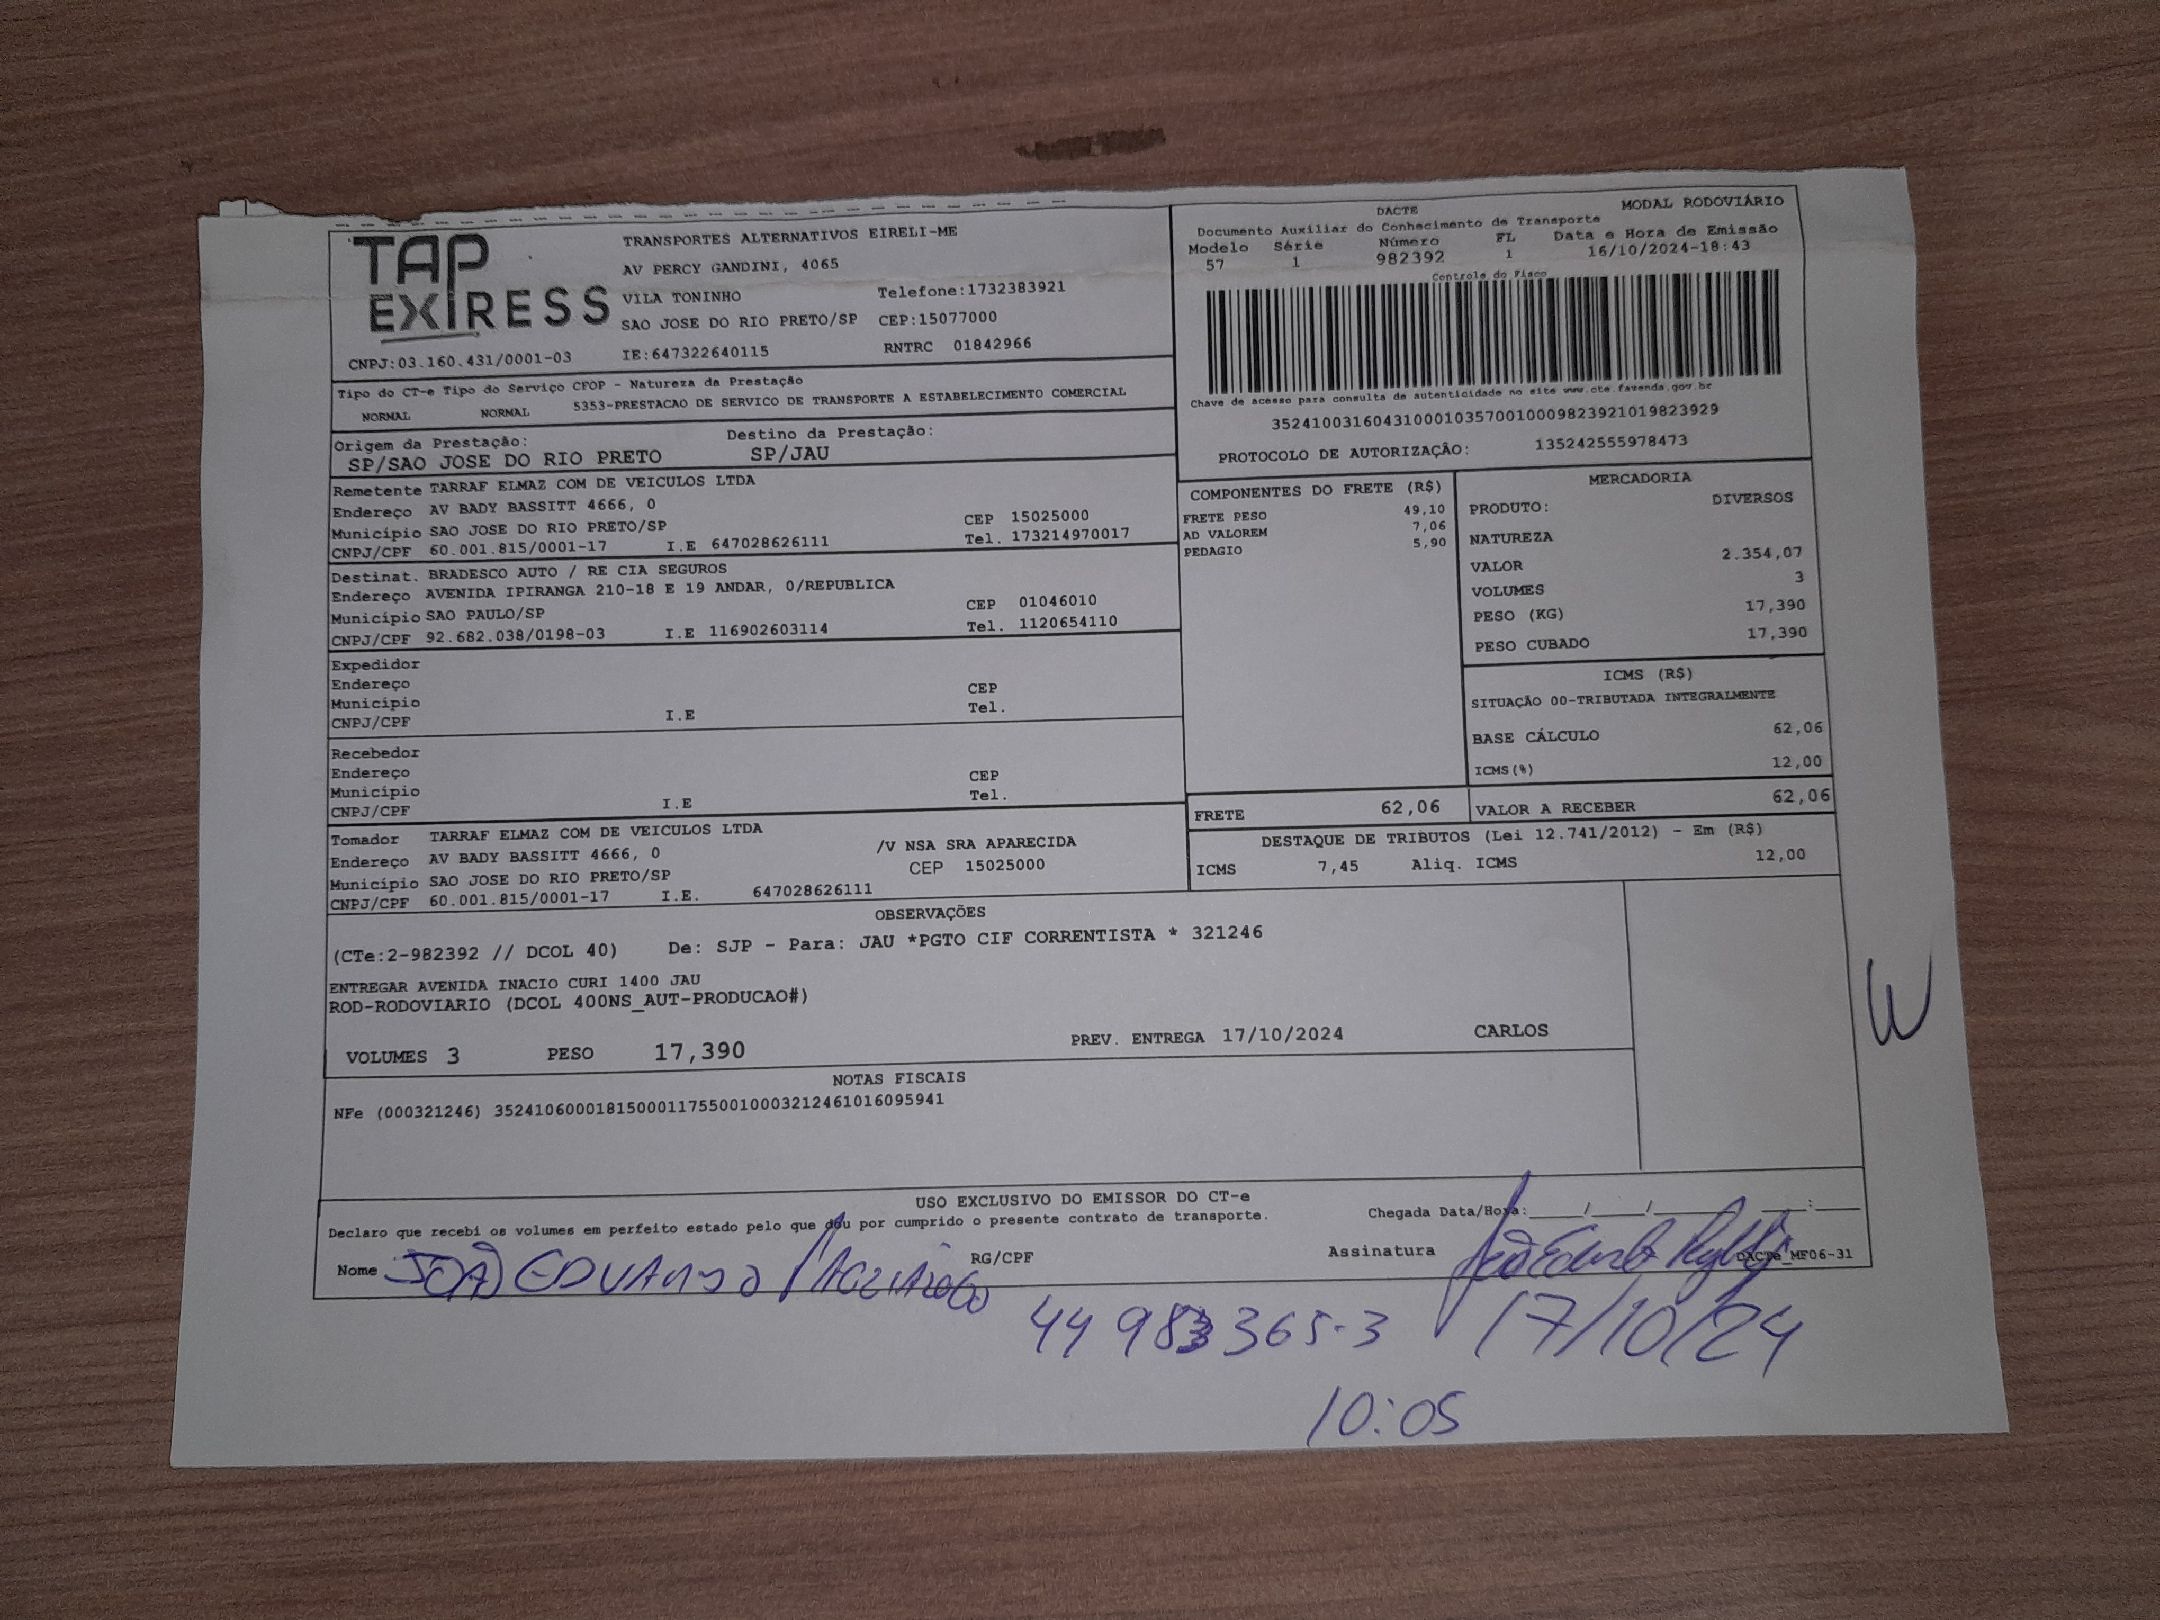 TAP
EXPRESS
TRANSPORTES ALTERNATIVOS EIRELI-ME
AV PERCY GANDINI, 4065
VILA TONINHO Telefone:1732383921
SAO JOSE DO RIO PRETO/SP CEP:15077000
CNPJ:03.160.431/0001-03 IE:647322640115 RNTRC 01842966
DACTE MODAL RODOVIÁRIO
Documento Auxiliar do Conhecimento de Transporte
Modelo Série Número FL Data e Hora de Emissão
57 1 982392 1 16/10/2024-18:43
Controle do Fisco
Chave de acesso para consulta de autenticidade no site www.cte.fazenda.gov.br
35241003160431000103570010009823921019823929
PROTOCOLO DE AUTORIZAÇÃO: 135242555978473
Tipo do CT-e Tipo do Serviço CFOP - Natureza da Prestação
NORMAL NORMAL 5353-PRESTACAO DE SERVICO DE TRANSPORTE A ESTABELECIMENTO COMERCIAL
Origem da Prestação: Destino da Prestação:
SP/SAO JOSE DO RIO PRETO SP/JAU
Remetente TARRAF ELMAZ COM DE VEICULOS LTDA
Endereço AV BADY BASSITT 4666, 0
Município SAO JOSE DO RIO PRETO/SP CEP 15025000
CNPJ/CPF 60.001.815/0001-17 I.E 647028626111 Tel. 173214970017
Destinat. BRADESCO AUTO / RE CIA SEGUROS
Endereço AVENIDA IPIRANGA 210-18 E 19 ANDAR, 0/REPUBLICA
Município SAO PAULO/SP CEP 01046010
CNPJ/CPF 92.682.038/0198-03 I.E 116902603114 Tel. 1120654110
Expedidor
Endereço
Município CEP
CNPJ/CPF I.E Tel.
Recebedor
Endereço
Município CEP
CNPJ/CPF I.E Tel.
Tomador TARRAF ELMAZ COM DE VEICULOS LTDA
Endereço AV BADY BASSITT 4666, 0 /V NSA SRA APARECIDA
Município SAO JOSE DO RIO PRETO/SP CEP 15025000
CNPJ/CPF 60.001.815/0001-17 I.E. 647028626111
COMPONENTES DO FRETE (R$)
FRETE PESO 49,10
AD VALOREM 7,06
PEDAGIO 5,90
MERCADORIA
PRODUTO: DIVERSOS
NATUREZA
VALOR 2.354,07
VOLUMES 3
PESO (KG) 17,390
PESO CUBADO 17,390
ICMS (R$)
SITUAÇÃO 00-TRIBUTADA INTEGRALMENTE
BASE CÁLCULO 62,06
ICMS(%) 12,00
FRETE 62,06 VALOR A RECEBER 62,06
DESTAQUE DE TRIBUTOS (Lei 12.741/2012) - Em (R$)
ICMS 7,45 Aliq. ICMS 12,00
OBSERVAÇÕES
(CTe:2-982392 // DCOL 40) De: SJP - Para: JAU *PGTO CIF CORRENTISTA * 321246
ENTREGAR AVENIDA INACIO CURI 1400 JAU
ROD-RODOVIARIO (DCOL 400NS_AUT-PRODUCAO#)
VOLUMES 3 PESO 17,390 PREV. ENTREGA 17/10/2024 CARLOS
NOTAS FISCAIS
NFe (000321246) 35241060001815000117550010003212461016095941
USO EXCLUSIVO DO EMISSOR DO CT-e
Declaro que recebi os volumes em perfeito estado pelo que dou por cumprido o presente contrato de transporte.
Chegada Data/Hora:____/____/______ ____:____
Nome JOÃO EDUARDO RG/CPF Assinatura DACTe_MF06-31
44 983 365-3 17/10/24
10:05